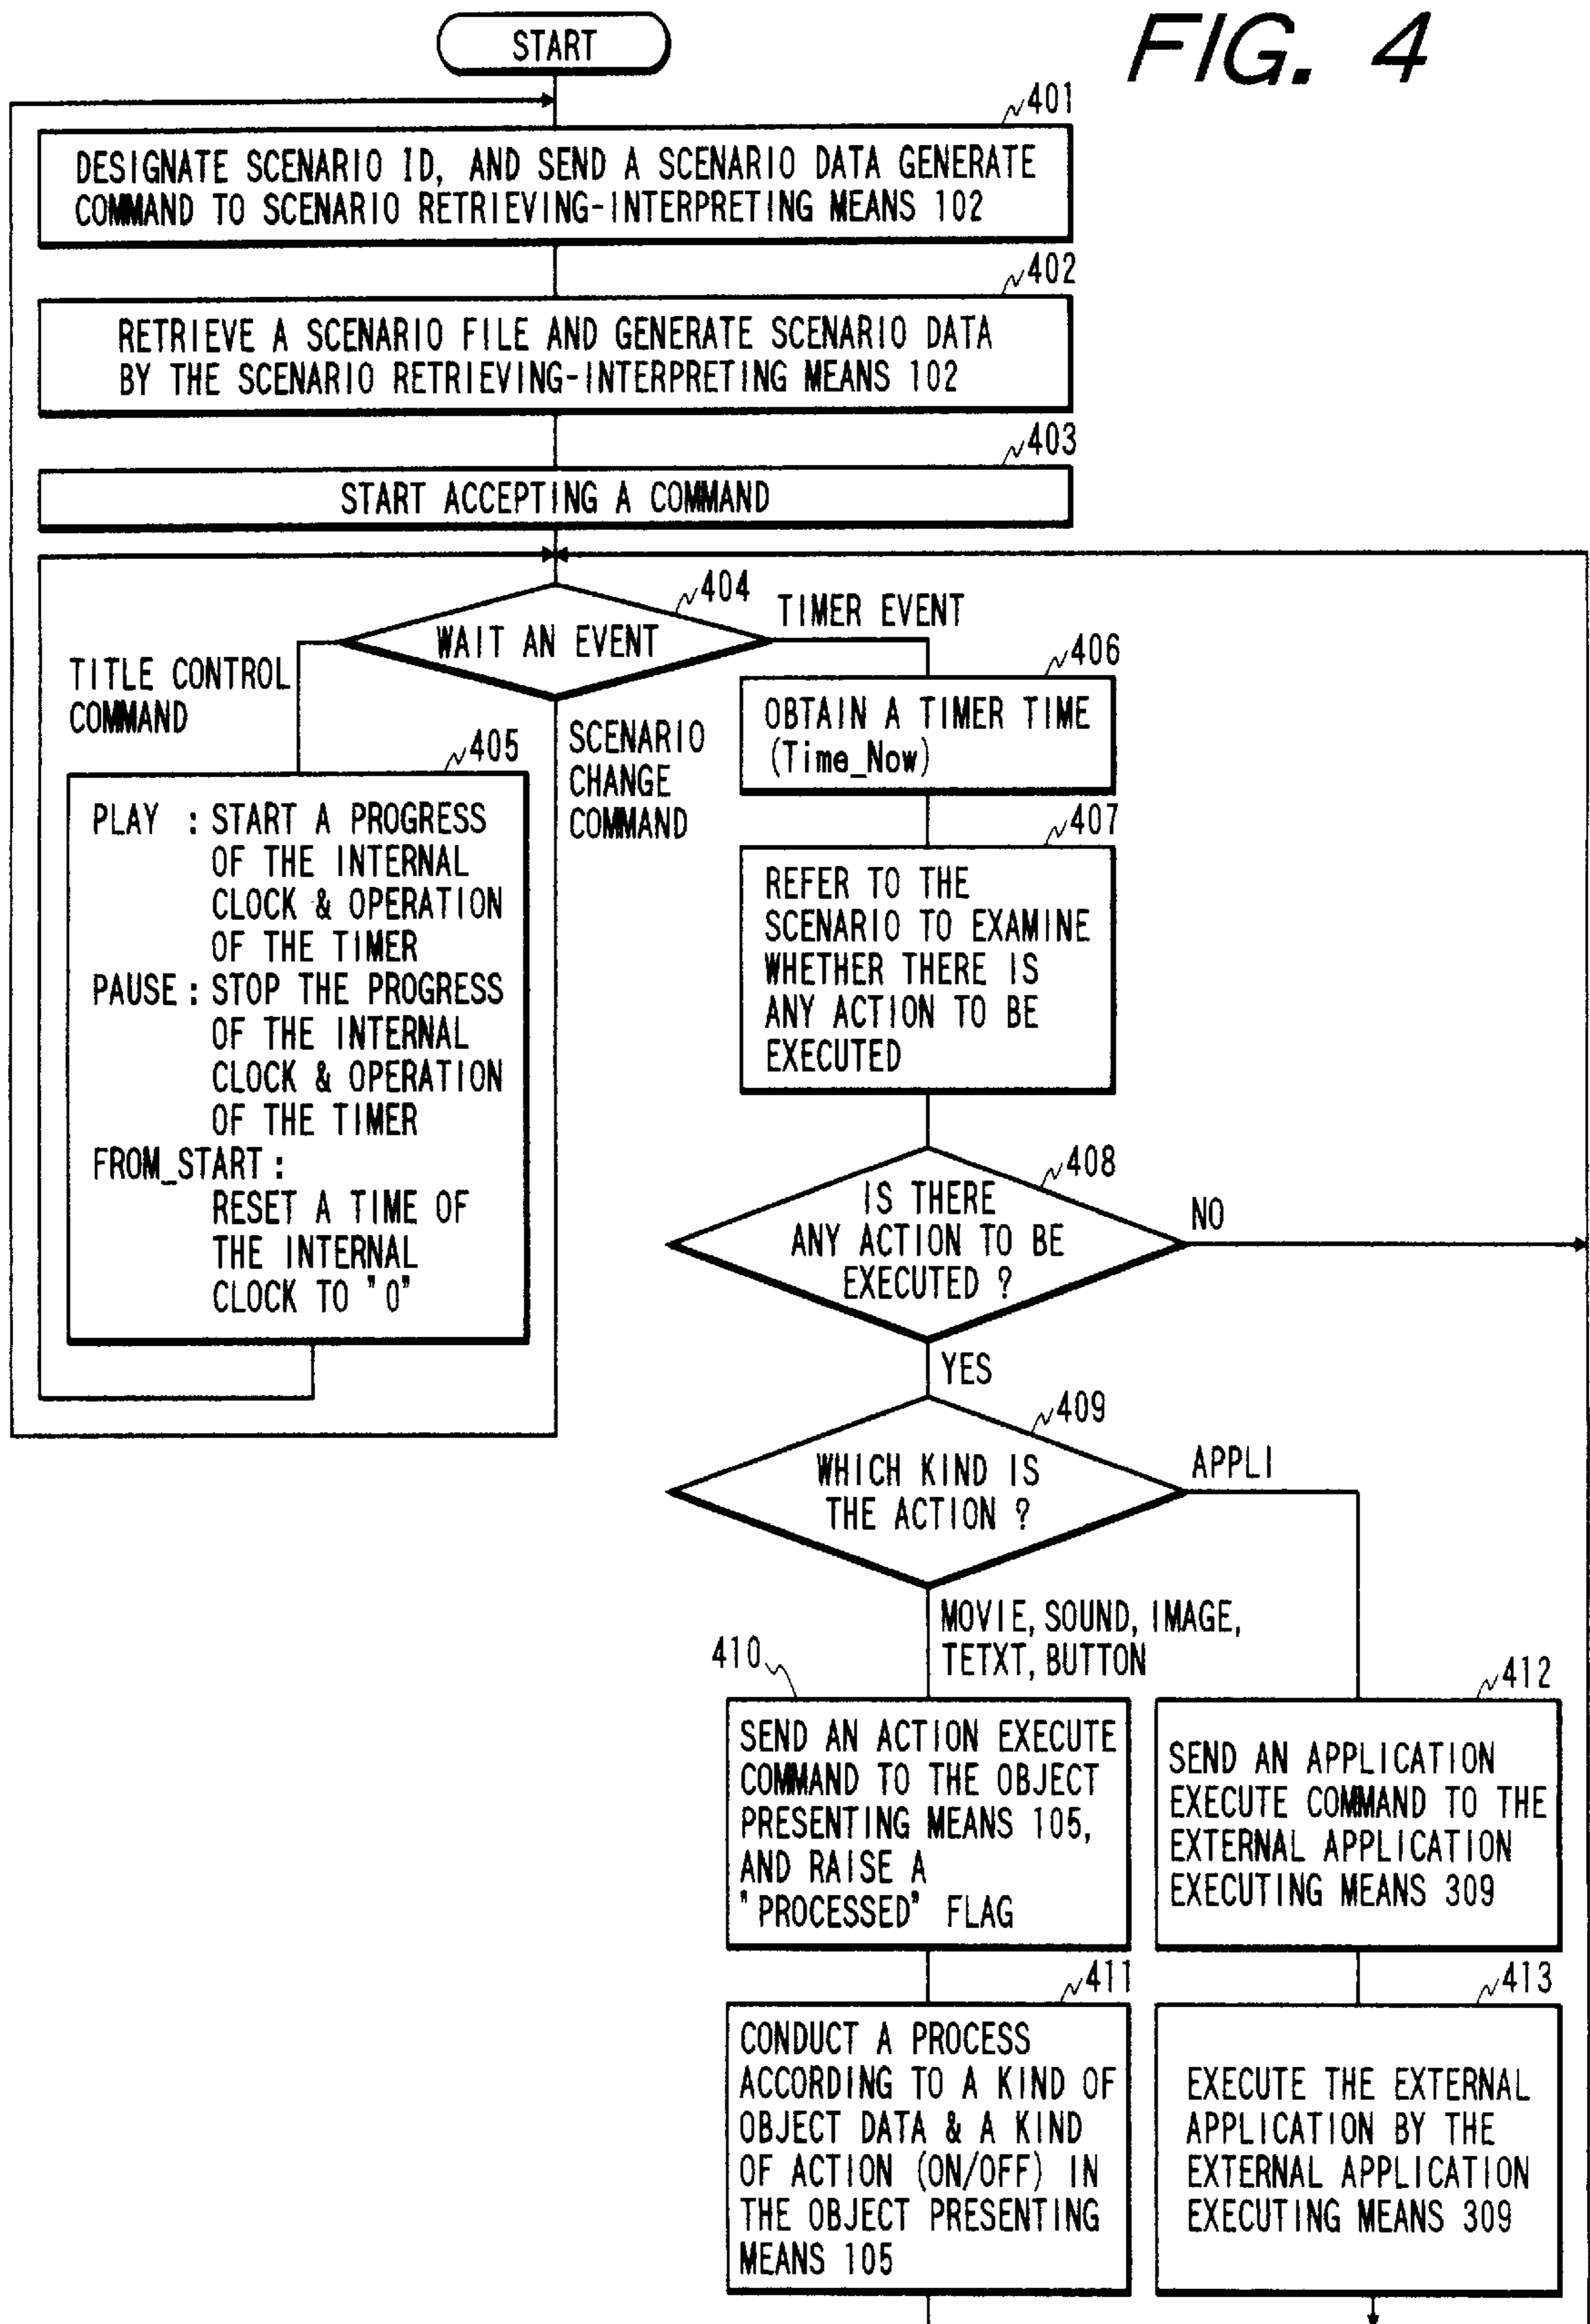 FIG. 4
START
401
DESIGNATE SCENARIO ID, AND SEND A SCENARIO DATA GENERATE
COMMAND TO SCENARIO RETRIEVING-INTERPRETING MEANS 102
402
RETRIEVE A SCENARIO FILE AND GENERATE SCENARIO DATA
BY THE SCENARIO RETRIEVING-INTERPRETING MEANS 102
403
START ACCEPTING A COMMAND
404
WAIT AN EVENT
TITLE CONTROL
COMMAND
405
PLAY : START A PROGRESS
OF THE INTERNAL
CLOCK & OPERATION
OF THE TIMER
PAUSE : STOP THE PROGRESS
OF THE INTERNAL
CLOCK & OPERATION
OF THE TIMER
FROM_START :
RESET A TIME OF
THE INTERNAL
CLOCK TO "0"
SCENARIO
CHANGE
COMMAND
TIMER EVENT
406
OBTAIN A TIMER TIME
(Time_Now)
407
REFER TO THE
SCENARIO TO EXAMINE
WHETHER THERE IS
ANY ACTION TO BE
EXECUTED
408
IS THERE
ANY ACTION TO BE
EXECUTED ?
NO
YES
409
WHICH KIND IS
THE ACTION ?
APPLI
MOVIE, SOUND, IMAGE,
TETXT, BUTTON
410
SEND AN ACTION EXECUTE
COMMAND TO THE OBJECT
PRESENTING MEANS 105,
AND RAISE A
"PROCESSED" FLAG
411
CONDUCT A PROCESS
ACCORDING TO A KIND OF
OBJECT DATA & A KIND
OF ACTION (ON/OFF) IN
THE OBJECT PRESENTING
MEANS 105
412
SEND AN APPLICATION
EXECUTE COMMAND TO THE
EXTERNAL APPLICATION
EXECUTING MEANS 309
413
EXECUTE THE EXTERNAL
APPLICATION BY THE
EXTERNAL APPLICATION
EXECUTING MEANS 309